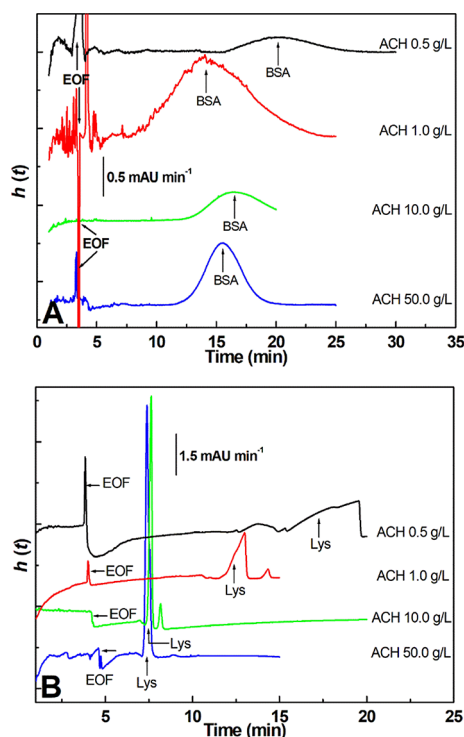 ACH 0.5 g/L
EOF
BSA
BSA
ACH 1.0 g/L
h (t)
0.5 mAU min⁻¹
ACH 10.0 g/L
BSA
EOF
BSA
ACH 50.0 g/L
A
0 5 10 15 20 25 30 35
Time (min)
1.5 mAU min⁻¹
EOF
ACH 0.5 g/L
Lys
h (t)
EOF
ACH 1.0 g/L
Lys
EOF
ACH 10.0 g/L
Lys
ACH 50.0 g/L
EOF
Lys
B
5 10 15 20 25
Time (min)